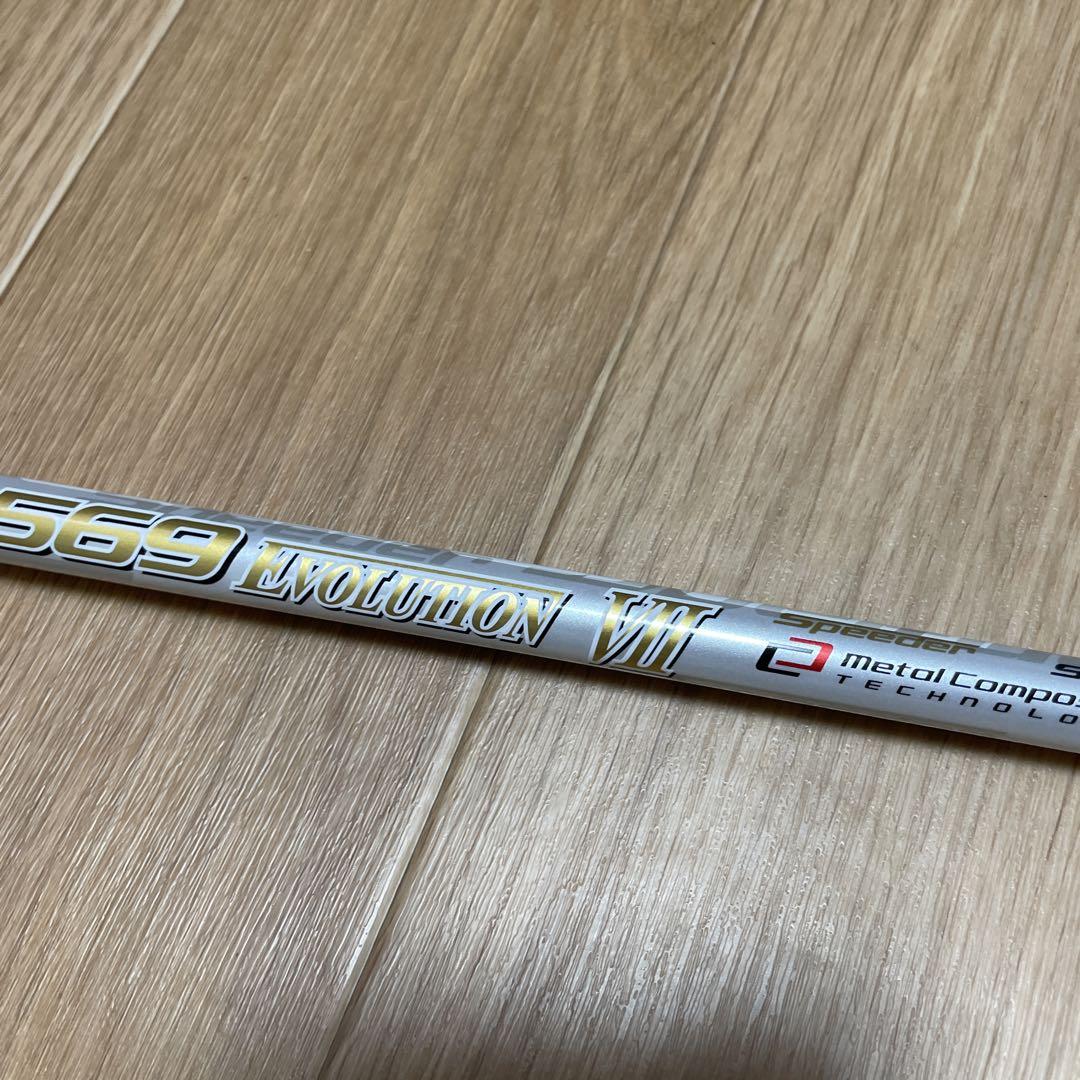 569 EVOLUTION VII
Speeder
metal Compos
TECHNOLO